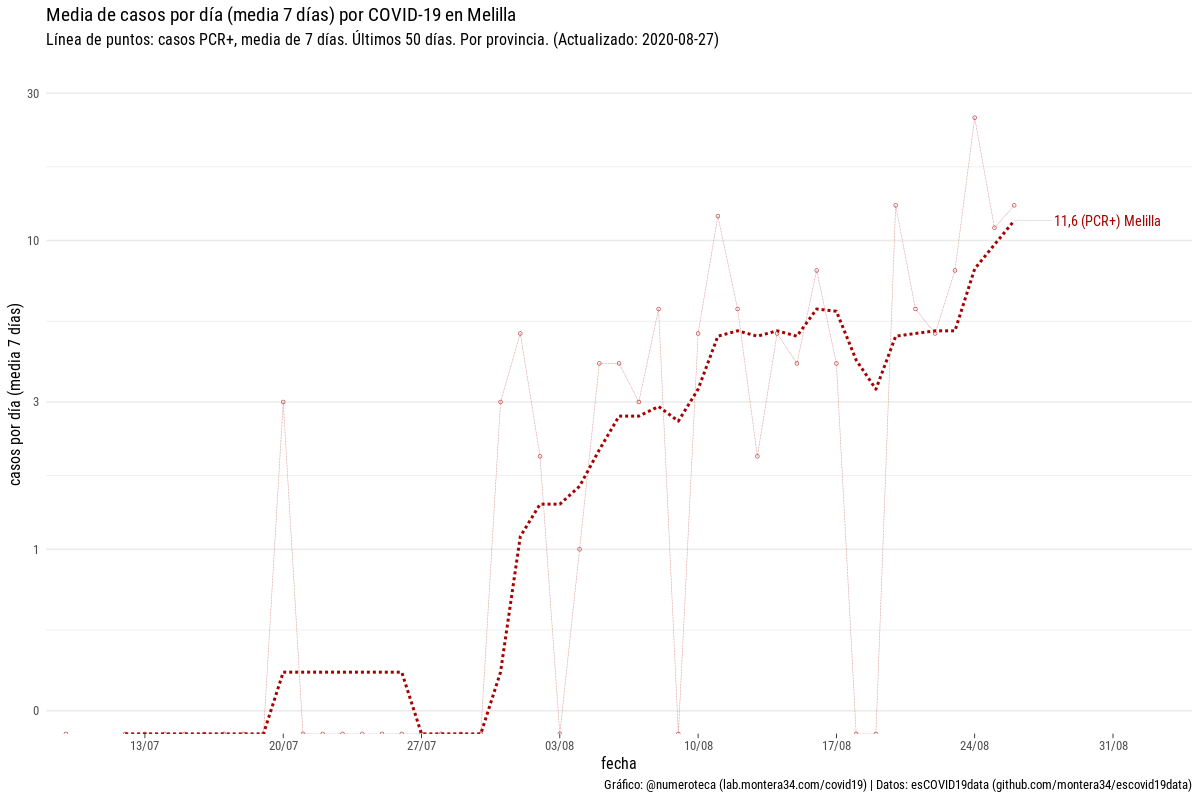 Media de casos por día (media 7 días) por COVID-19 en Melilla
Línea de puntos: casos PCR+, media de 7 días. Últimos 50 días. Por provincia. (Actualizado: 2020-08-27)
casos por día (media 7 días)
30
10
3
1
0
11,6 (PCR+) Melilla
13/07 20/07 27/07 03/08 10/08 17/08 24/08 31/08
fecha
Gráfico: @numeroteca (lab.montera34.com/covid19) | Datos: esCOVID19data (github.com/montera34/escovid19data)